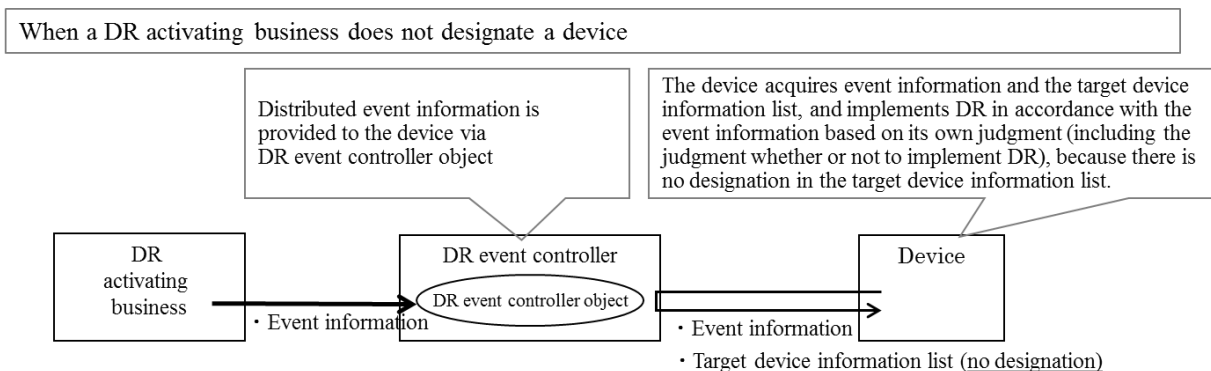 When a DR activating business does not designate a device
Distributed event information is
provided to the device via
DR event controller object
The device acquires event information and the target device
information list, and implements DR in accordance with the
event information based on its own judgment (including the
judgment whether or not to implement DR), because there is
no designation in the target device information list.
DR
activating
business
DR event controller
DR event controller object
Device
・Event information
・Event information
・Target device information list (no designation)